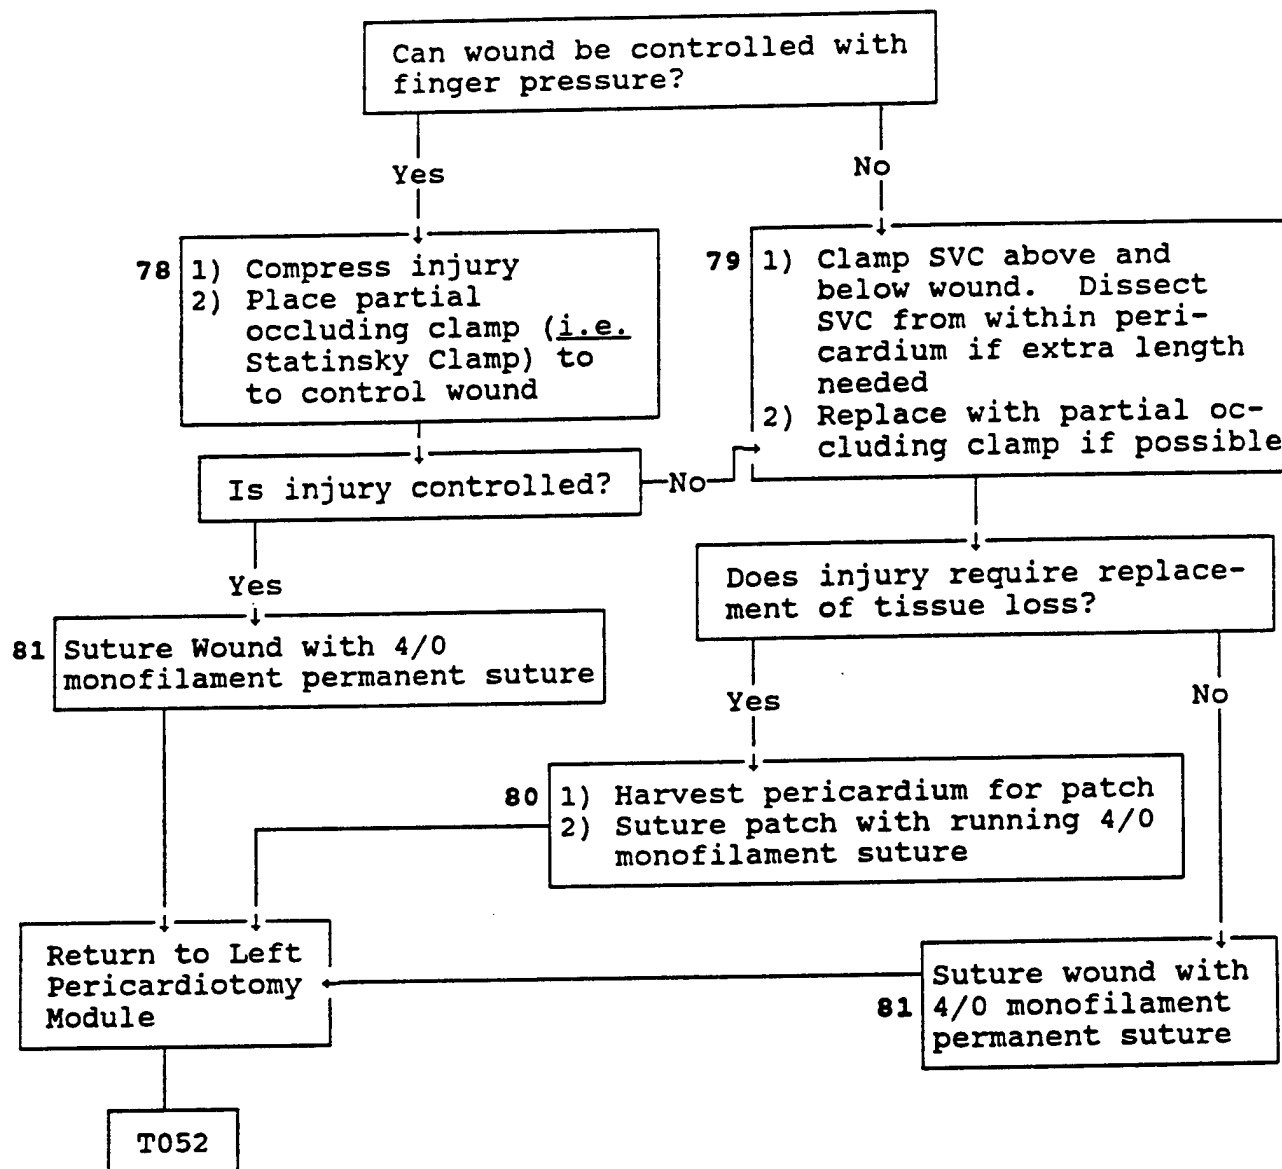 Can wound be controlled with
finger pressure?
Yes
No
78
1) Compress injury
2) Place partial
occluding clamp (i.e.
Statinsky Clamp) to
to control wound
79
1) Clamp SVC above and
below wound. Dissect
SVC from within peri-
cardium if extra length
needed
2) Replace with partial oc-
cluding clamp if possible
Is injury controlled?
No
Yes
Does injury require replace-
ment of tissue loss?
81
Suture Wound with 4/0
monofilament permanent suture
Yes
No
80
1) Harvest pericardium for patch
2) Suture patch with running 4/0
monofilament suture
Return to Left
Pericardiotomy
Module
81
Suture wound with
4/0 monofilament
permanent suture
T052